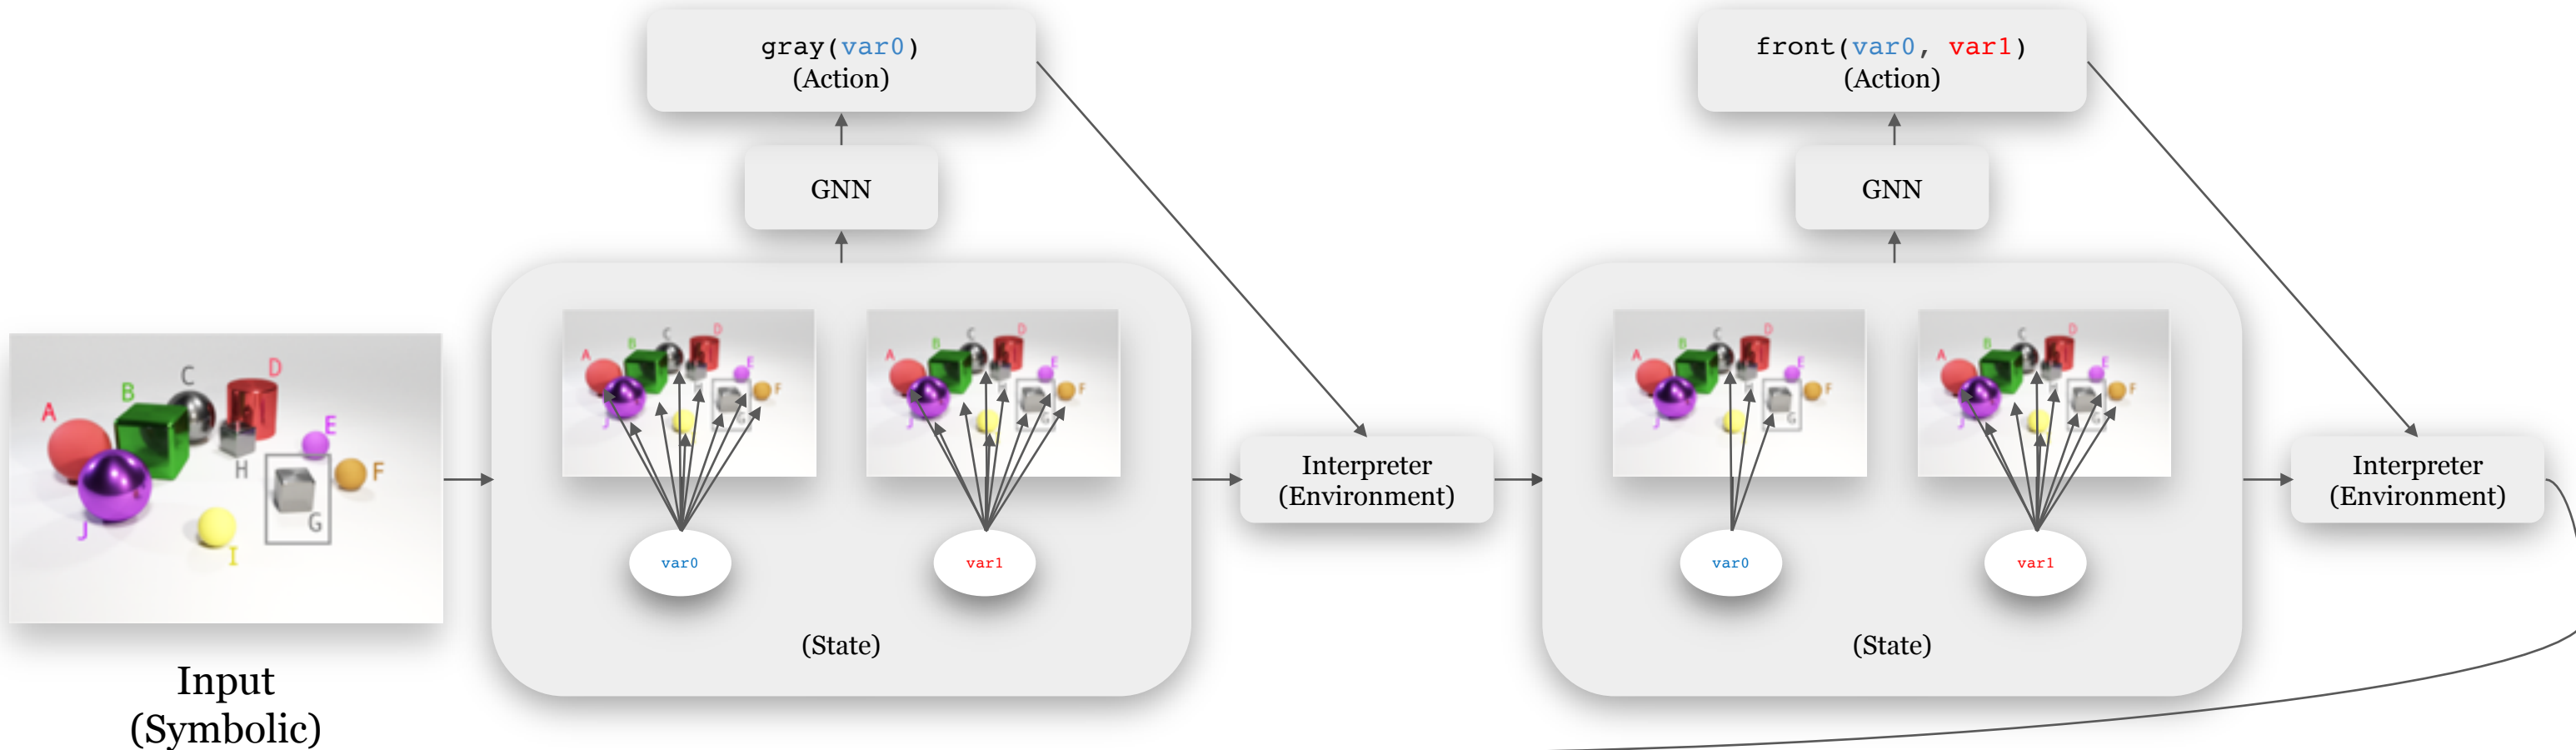 gray(var0)
(Action)
GNN
A
B
C
D
E
F
G
H
I
J
var0
A
B
C
D
E
F
G
J
var1
(State)
Input
(Symbolic)
A
B
C
D
E
F
G
H
I
J
Interpreter
(Environment)
front(var0, var1)
(Action)
GNN
A
B
C
D
E
F
G
J
var0
A
B
C
D
E
F
G
J
var1
(State)
Interpreter
(Environment)